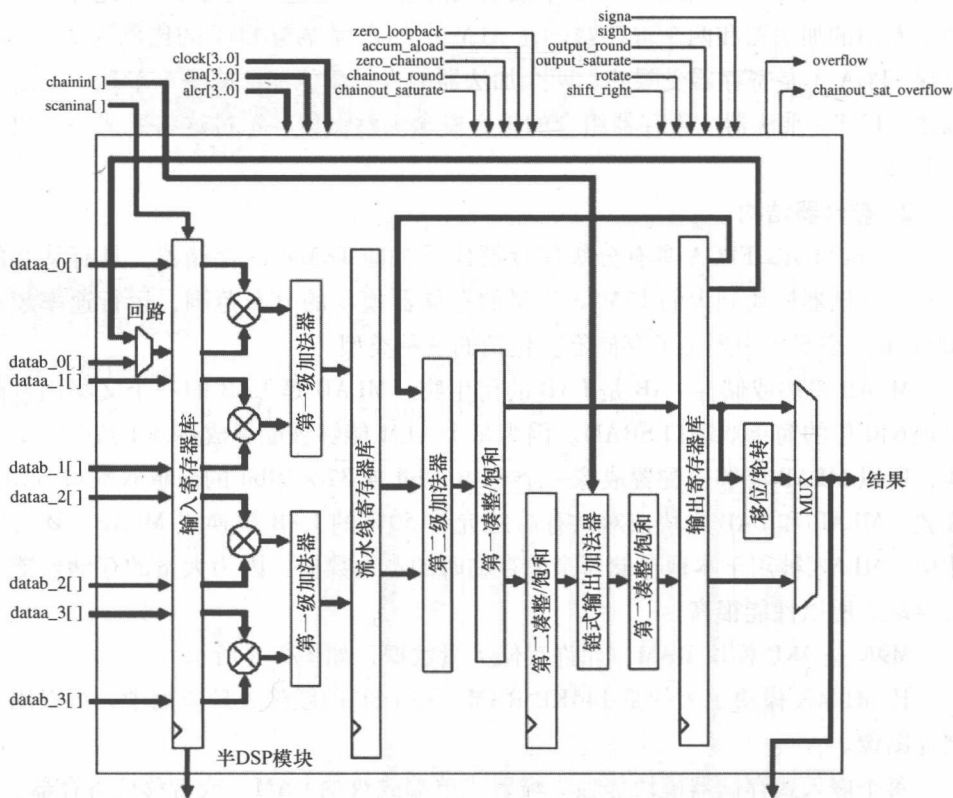 signa
zero_loopback
signb
accum_aload
output_round
clock[3..0]
zero_chainout
output_saturate
overflow
chainin[ ]
ena[3..0]
chainout_round
rotate
scanina[ ]
alcr[3..0]
chainout_saturate
shift_right
chainout_sat_overflow
dataa_0[ ]
回路
datab_0[ ]
dataa_1[ ]
datab_1[ ]
dataa_2[ ]
datab_2[ ]
dataa_3[ ]
datab_3[ ]
输入寄存器库
第一级加法器
第一级加法器
流水线寄存器库
第二级加法器
第一凑整/饱和
第二凑整/饱和
链式输出加法器
第二凑整/饱和
输出寄存器库
移位/轮转
MUX
结果
半DSP模块